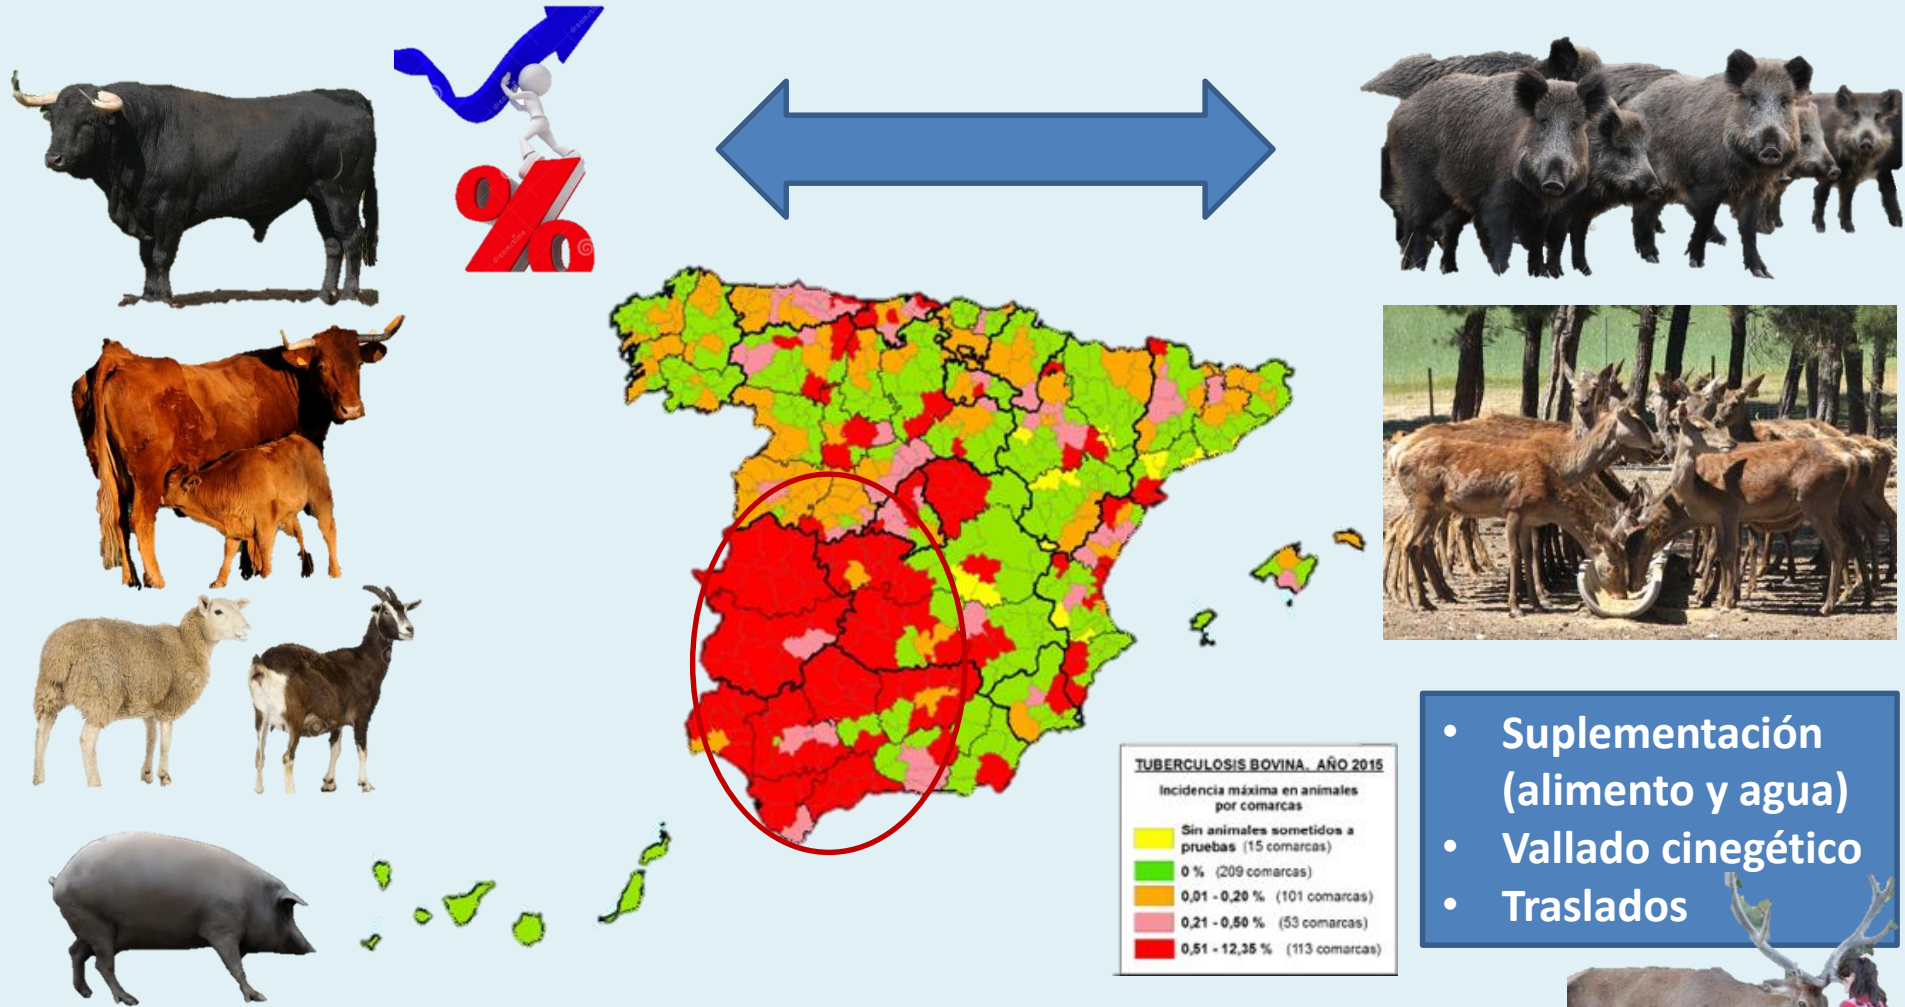 %
TUBERCULOSIS BOVINA. AÑO 2015
Incidencia máxima en animales
por comarcas
Sin animales sometidos a
pruebas (15 comarcas)
0 % (209 comarcas)
0,01 - 0,20 % (101 comarcas)
0,21 - 0,50 % (53 comarcas)
0,51 - 12,35 % (113 comarcas)
• Suplementación
(alimento y agua)
• Vallado cinegético
• Traslados